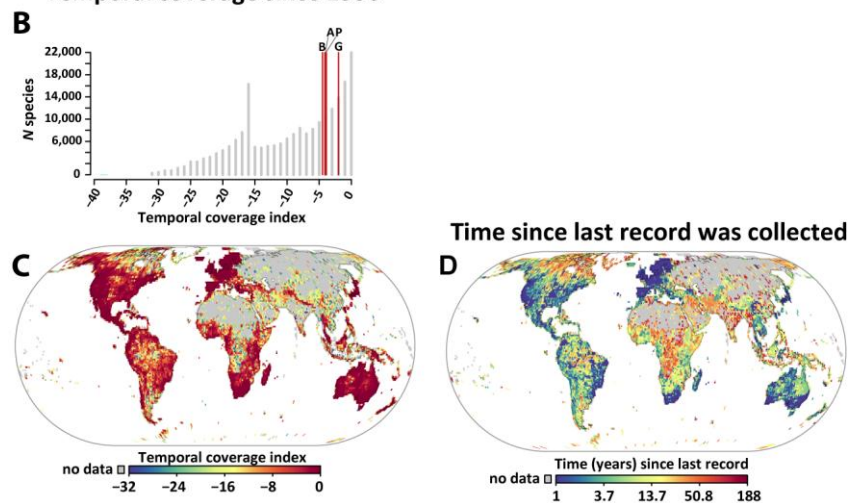 B
AP
B G
22,000
18,000
14,000
10,000
6,000
0
N species
−40 −35 −30 −25 −20 −15 −10 −5 0
Temporal coverage index
Time since last record was collected
C
D
Temporal coverage index
no data
−32 −24 −16 −8 0
Time (years) since last record
no data
1 3.7 13.7 50.8 188